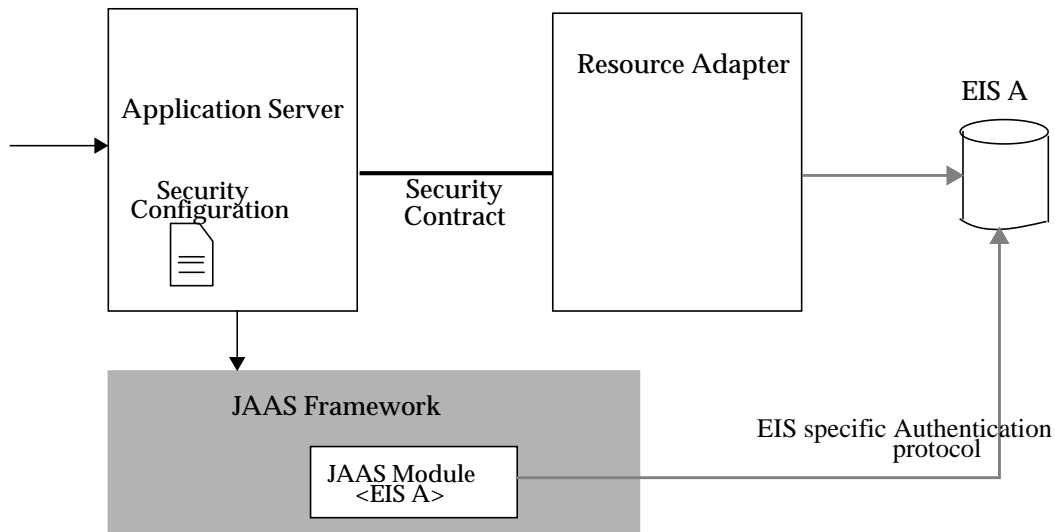 Resource Adapter
EIS A
Application Server
Security
Configuration
Security
Contract
JAAS Framework
EIS specific Authentication
protocol
JAAS Module
<EIS A>